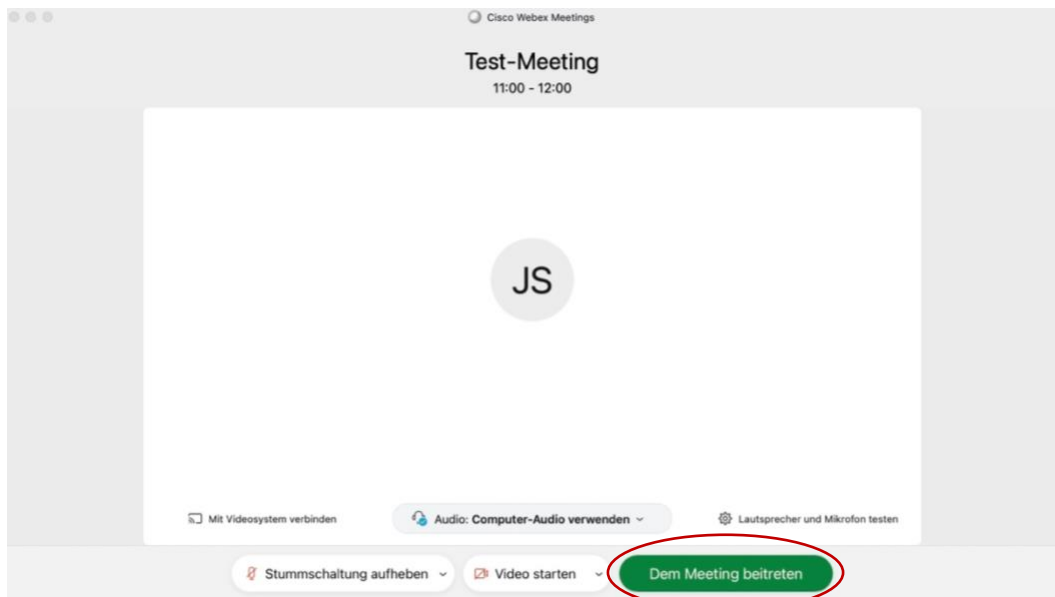 Cisco Webex Meetings
Test-Meeting
11:00 - 12:00
JS
Mit Videosystem verbinden
Audio: Computer-Audio verwenden
Lautsprecher und Mikrofon testen
Stummschaltung aufheben
Video starten
Dem Meeting beitreten